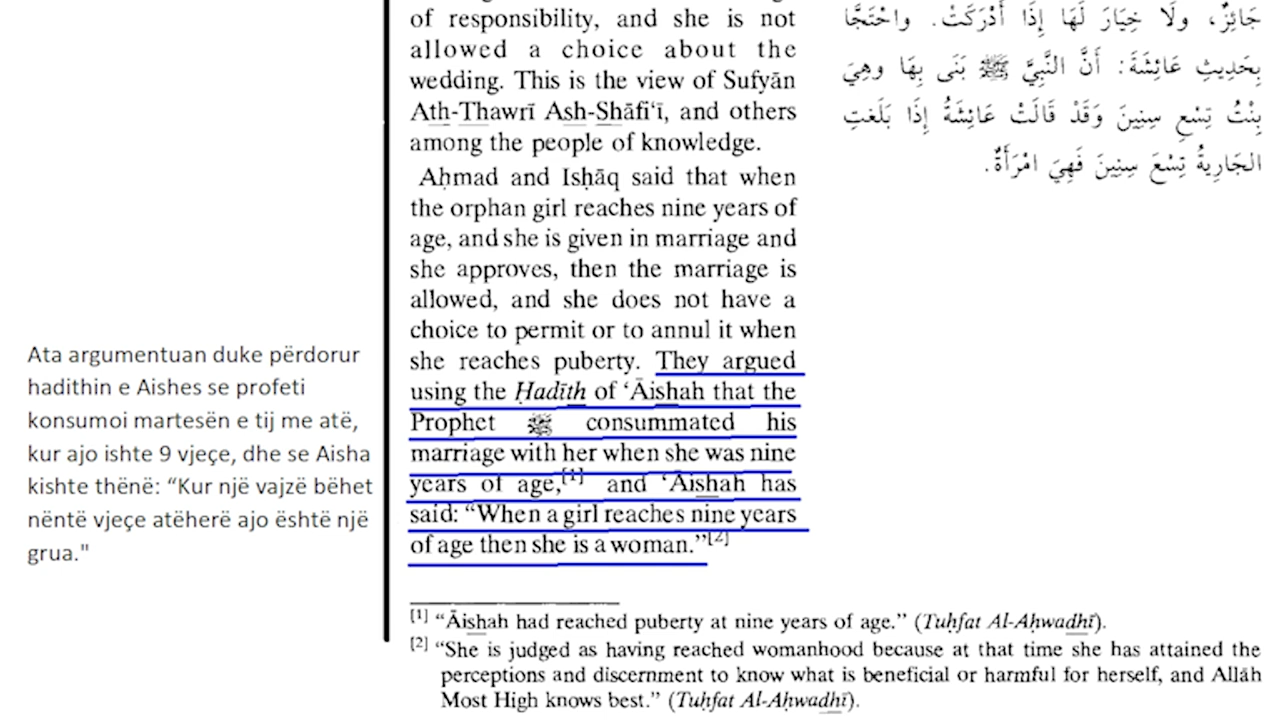 of responsibility, and she is not
allowed a choice about the
wedding. This is the view of Sufyān
Ath-Thawrī Ash-Shāfi‘ī, and others
among the people of knowledge.
Aḥmad and Isḥāq said that when
the orphan girl reaches nine years of
age, and she is given in marriage and
she approves, then the marriage is
allowed, and she does not have a
choice to permit or to annul it when
she reaches puberty. They argued
using the Ḥadīth of ‘Āishah that the
Prophet ﷺ consummated his
marriage with her when she was nine
years of age,[1] and ‘Āishah has
said: “When a girl reaches nine years
of age then she is a woman.”[2]
جَائِزٌ، ولَا خِيَارَ لَهَا إِذَا أَدْرَكَتْ. واحْتَجَّا
بِحَدِيثِ عَائِشَةَ: أَنَّ النَّبِيَّ ﷺ بَنَى بِهَا وهِيَ
بِنْتُ تِسْعِ سِنِينَ وَقَدْ قَالَتْ عَائِشَةُ إِذَا بَلَغتِ
الجَارِيةُ تِسْعَ سِنِينَ فَهِيَ امْرَأَةٌ.
Ata argumentuan duke përdorur
hadithin e Aishes se profeti
konsumoi martesën e tij me atë,
kur ajo ishte 9 vjeçe, dhe se Aisha
kishte thënë: “Kur një vajzë bëhet
nëntë vjeçe atëherë ajo është një
grua."
[1] “Āishah had reached puberty at nine years of age.” (Tuḥfat Al-Aḥwadhī).
[2] “She is judged as having reached womanhood because at that time she has attained the
perceptions and discernment to know what is beneficial or harmful for herself, and Allāh
Most High knows best.” (Tuḥfat Al-Aḥwadhī).